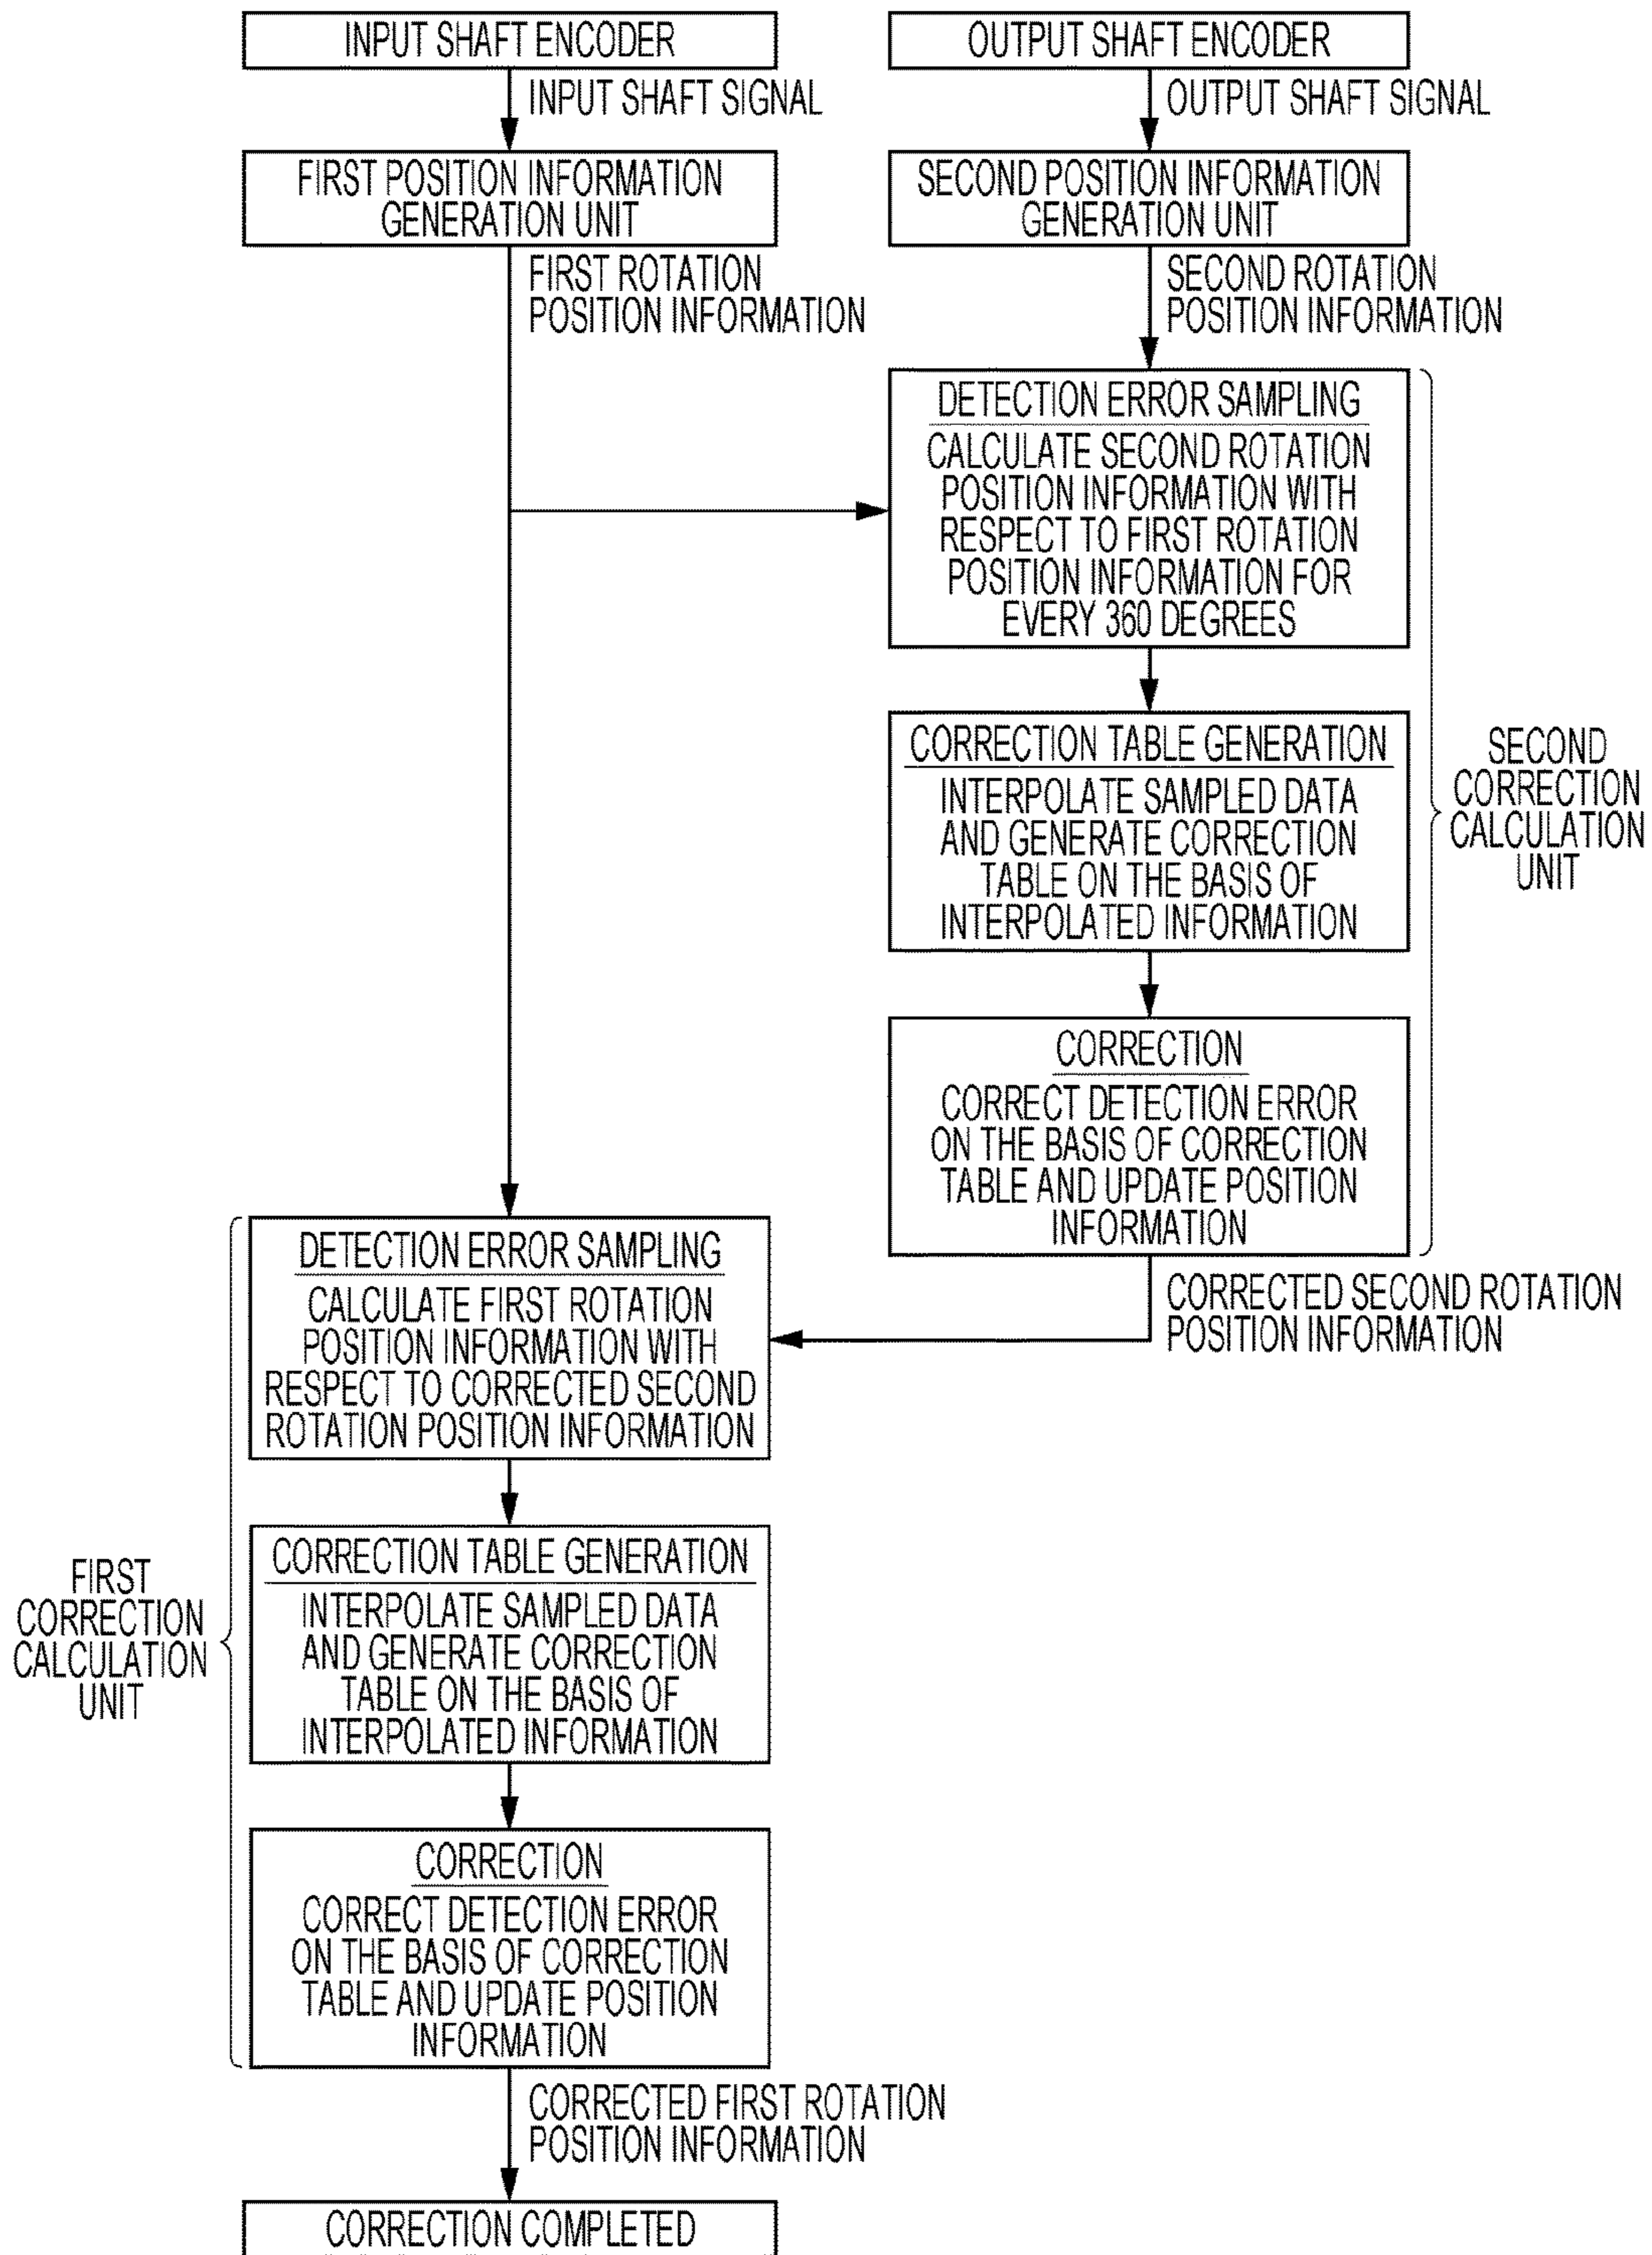 INPUT SHAFT ENCODER
OUTPUT SHAFT ENCODER
INPUT SHAFT SIGNAL
OUTPUT SHAFT SIGNAL
FIRST POSITION INFORMATION
GENERATION UNIT
SECOND POSITION INFORMATION
GENERATION UNIT
FIRST ROTATION
POSITION INFORMATION
SECOND ROTATION
POSITION INFORMATION
DETECTION ERROR SAMPLING
CALCULATE SECOND ROTATION
POSITION INFORMATION WITH
RESPECT TO FIRST ROTATION
POSITION INFORMATION FOR
EVERY 360 DEGREES
CORRECTION TABLE GENERATION
INTERPOLATE SAMPLED DATA
AND GENERATE CORRECTION
TABLE ON THE BASIS OF
INTERPOLATED INFORMATION
SECOND
CORRECTION
CALCULATION
UNIT
CORRECTION
CORRECT DETECTION ERROR
ON THE BASIS OF CORRECTION
TABLE AND UPDATE POSITION
INFORMATION
CORRECTED SECOND ROTATION
POSITION INFORMATION
DETECTION ERROR SAMPLING
CALCULATE FIRST ROTATION
POSITION INFORMATION WITH
RESPECT TO CORRECTED SECOND
ROTATION POSITION INFORMATION
FIRST
CORRECTION
CALCULATION
UNIT
CORRECTION TABLE GENERATION
INTERPOLATE SAMPLED DATA
AND GENERATE CORRECTION
TABLE ON THE BASIS OF
INTERPOLATED INFORMATION
CORRECTION
CORRECT DETECTION ERROR
ON THE BASIS OF CORRECTION
TABLE AND UPDATE POSITION
INFORMATION
CORRECTED FIRST ROTATION
POSITION INFORMATION
CORRECTION COMPLETED